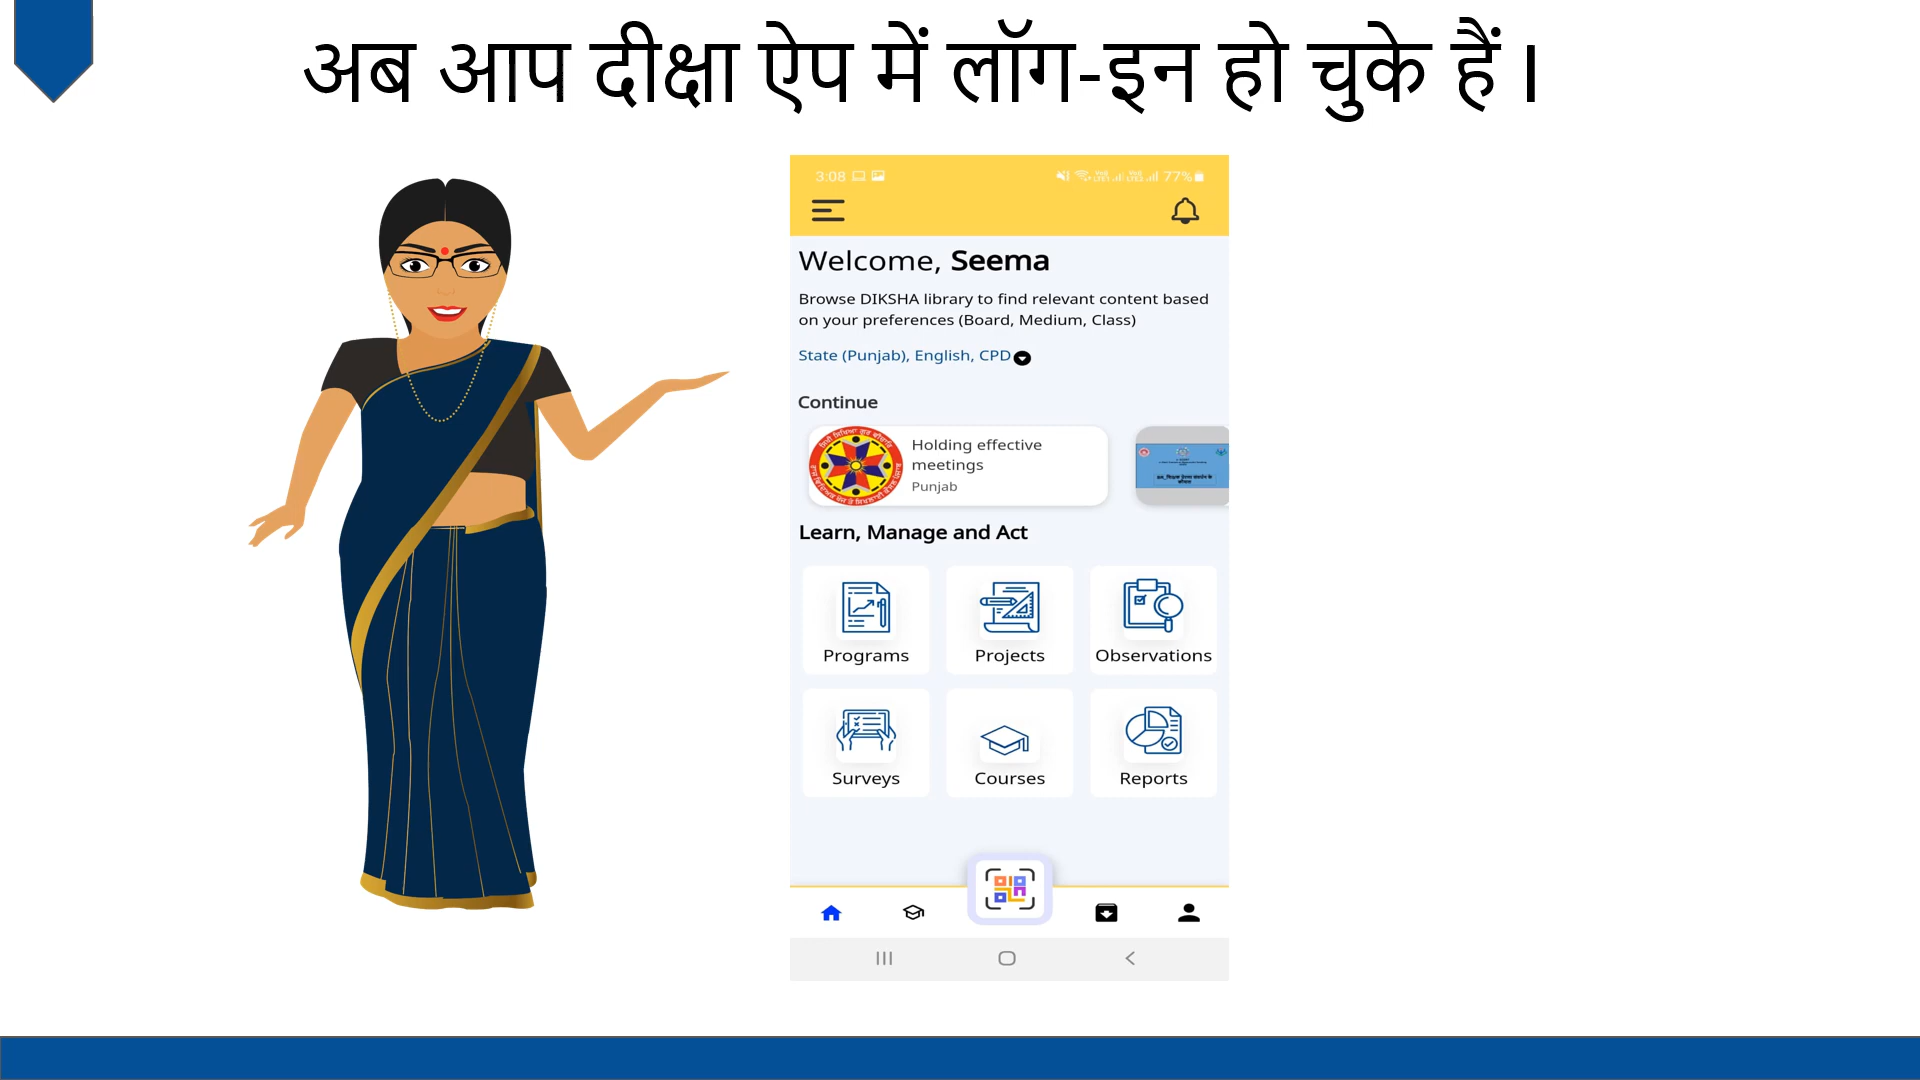 अब आप दीक्षा ऐप में लॉग-इन हो चुके हैं ।
3:08
77%
Welcome, Seema
Browse DIKSHA library to find relevant content based
on your preferences (Board, Medium, Class)
State (Punjab), English, CPD
Continue
Holding effective
meetings
Punjab
Learn, Manage and Act
Programs
Projects
Observations
Surveys
Courses
Reports